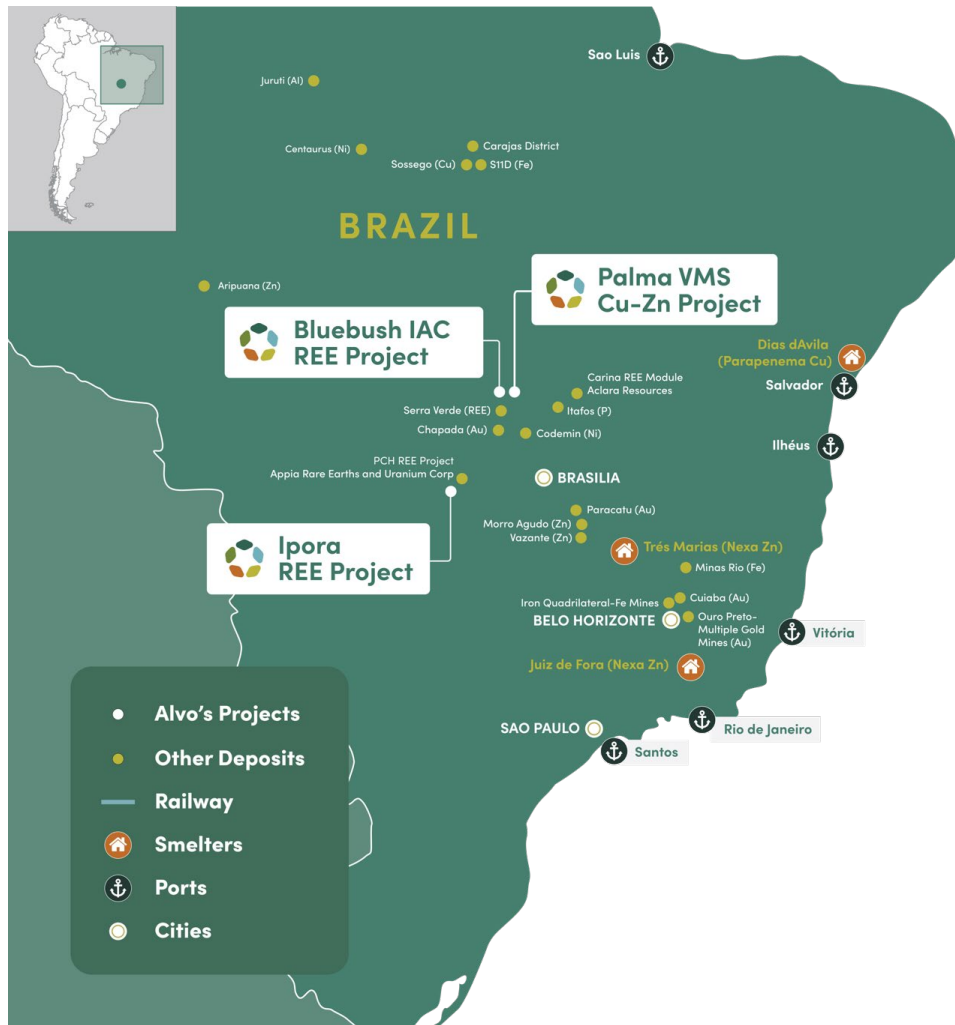 Sao Luis
Juruti (Al)
Centaurus (Ni)
Carajas District
Sossego (Cu)
S11D (Fe)
BRAZIL
Aripuana (Zn)
Palma VMS
Cu-Zn Project
Bluebush IAC
REE Project
Dias dAvila
(Parapenema Cu)
Salvador
Carina REE Module
Aclara Resources
Serra Verde (REE)
Itafos (P)
Chapada (Au)
Codemin (Ni)
Ilhéus
PCH REE Project
Appia Rare Earths and Uranium Corp
BRASILIA
Paracatu (Au)
Morro Agudo (Zn)
Vazante (Zn)
Ipora
REE Project
Trés Marias (Nexa Zn)
Minas Rio (Fe)
Cuiaba (Au)
Iron Quadrilateral-Fe Mines
BELO HORIZONTE
Ouro Preto-
Multiple Gold
Mines (Au)
Vitória
Juiz de Fora (Nexa Zn)
SAO PAULO
Rio de Janeiro
Santos
Alvo's Projects
Other Deposits
Railway
Smelters
Ports
Cities